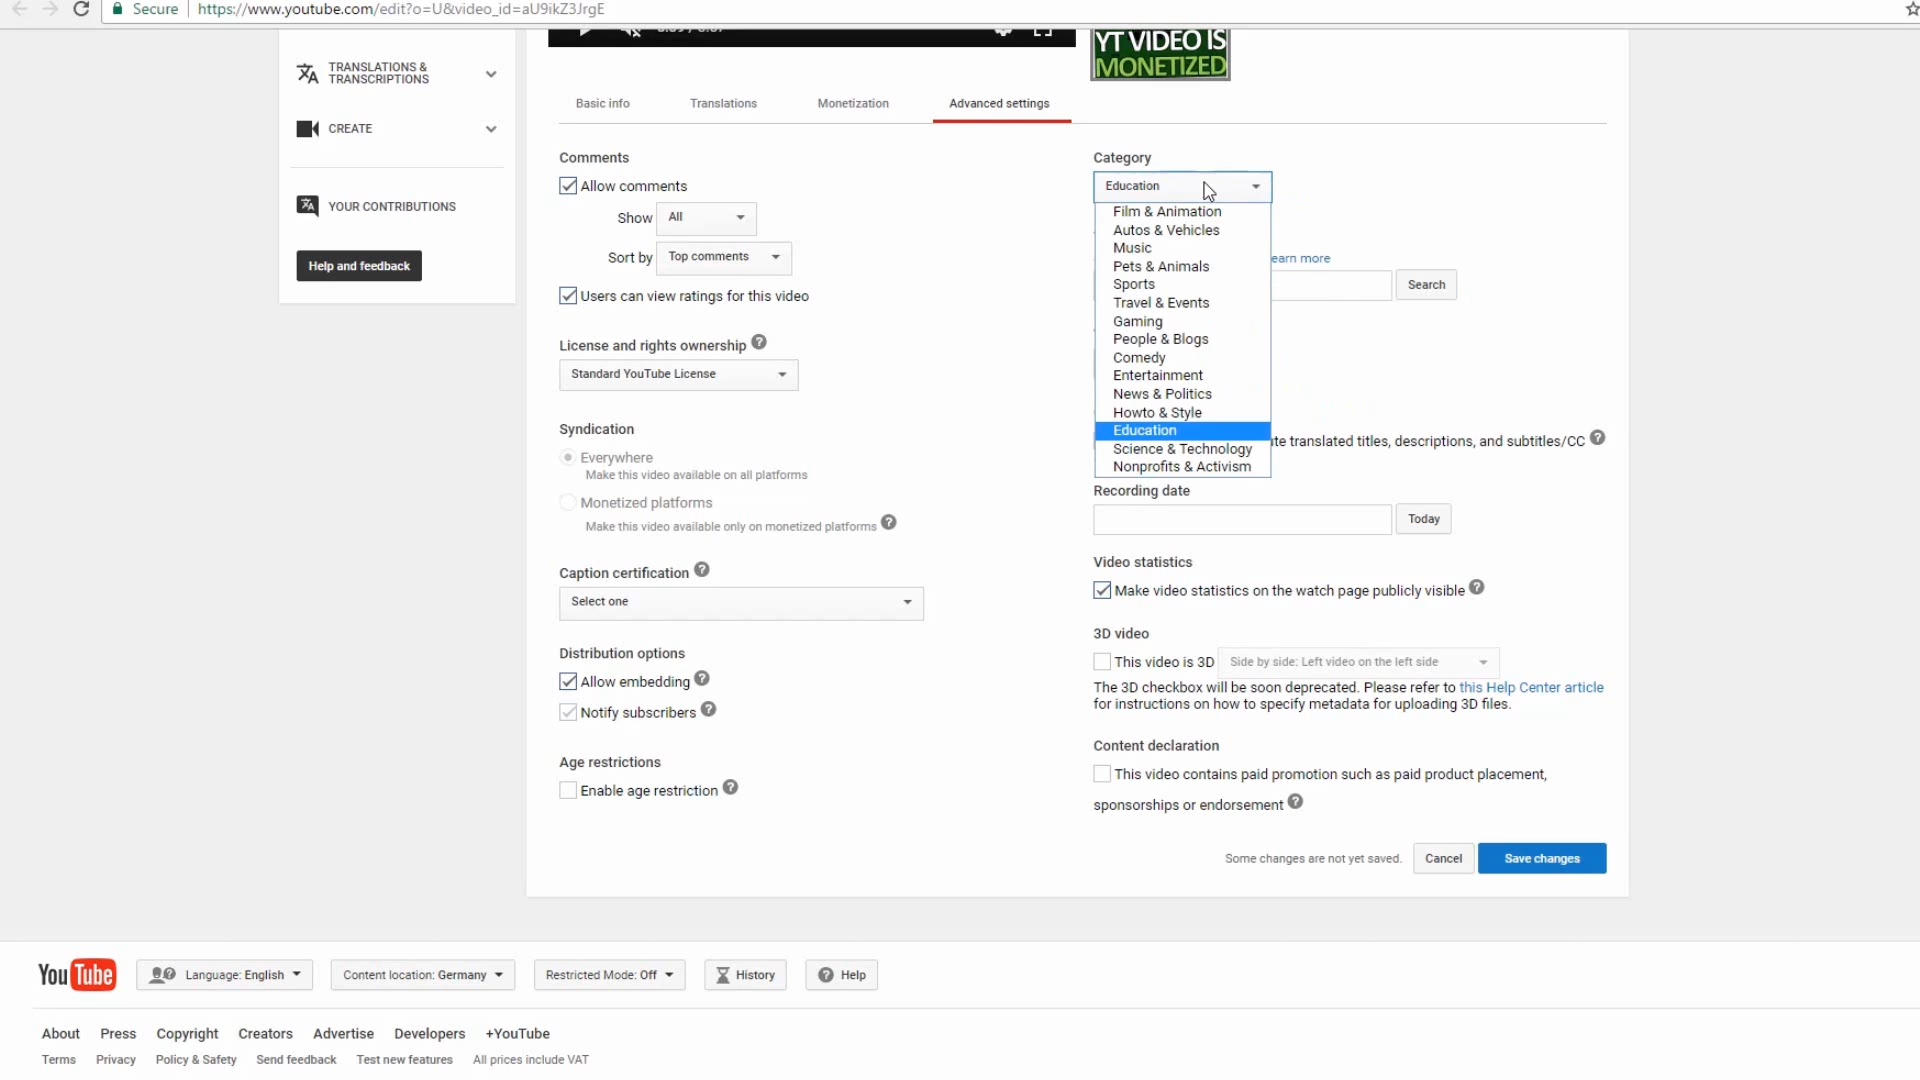 Secure https://www.youtube.com/edit?o=U&video_id=aU9ikZ3JrgE
YT VIDEO IS
MONETIZED
TRANSLATIONS &
TRANSCRIPTIONS
CREATE
YOUR CONTRIBUTIONS
Help and feedback
Basic info Translations Monetization Advanced settings
Comments
Allow comments
Show All
Sort by Top comments
Users can view ratings for this video
License and rights ownership ?
Standard YouTube License
Syndication
Everywhere
Make this video available on all platforms
Monetized platforms
Make this video available only on monetized platforms ?
Caption certification ?
Select one
Distribution options
Allow embedding ?
Notify subscribers ?
Age restrictions
Enable age restriction ?
Category
Education
Film & Animation
Autos & Vehicles
Music
Pets & Animals
earn more
Sports
Search
Travel & Events
Gaming
People & Blogs
Comedy
Entertainment
News & Politics
Howto & Style
Education
te translated titles, descriptions, and subtitles/CC ?
Science & Technology
Nonprofits & Activism
Recording date
Today
Video statistics
Make video statistics on the watch page publicly visible ?
3D video
This video is 3D Side by side: Left video on the left side
The 3D checkbox will be soon deprecated. Please refer to this Help Center article
for instructions on how to specify metadata for uploading 3D files.
Content declaration
This video contains paid promotion such as paid product placement,
sponsorships or endorsement ?
Some changes are not yet saved. Cancel Save changes
YouTube Language: English Content location: Germany Restricted Mode: Off History ? Help
About Press Copyright Creators Advertise Developers +YouTube
Terms Privacy Policy & Safety Send feedback Test new features All prices include VAT